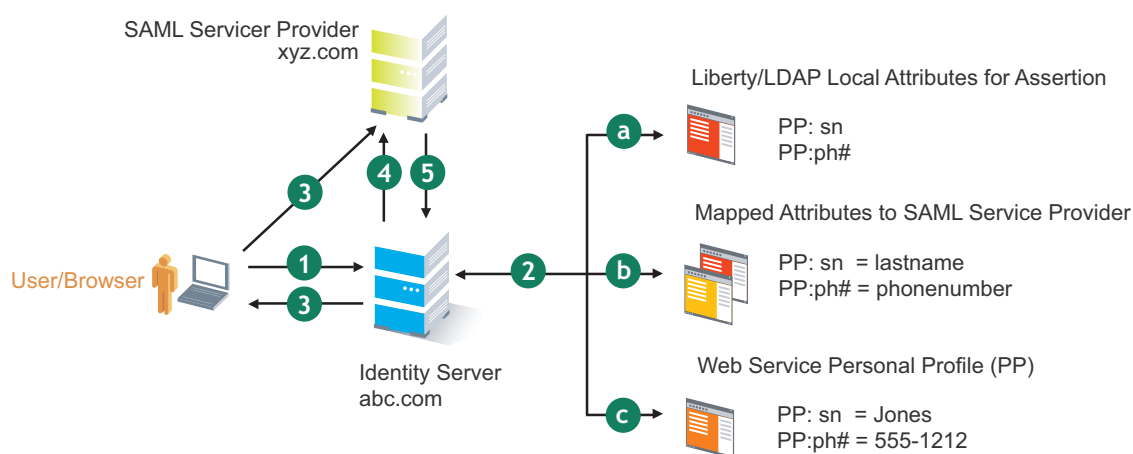 SAML Servicer Provider
xyz.com
Liberty/LDAP Local Attributes for Assertion
a
PP: sn
PP:ph#
3
4
5
Mapped Attributes to SAML Service Provider
User/Browser
1
2
b
PP: sn = lastname
PP:ph# = phonenumber
3
Identity Server
abc.com
Web Service Personal Profile (PP)
c
PP: sn = Jones
PP:ph# = 555-1212